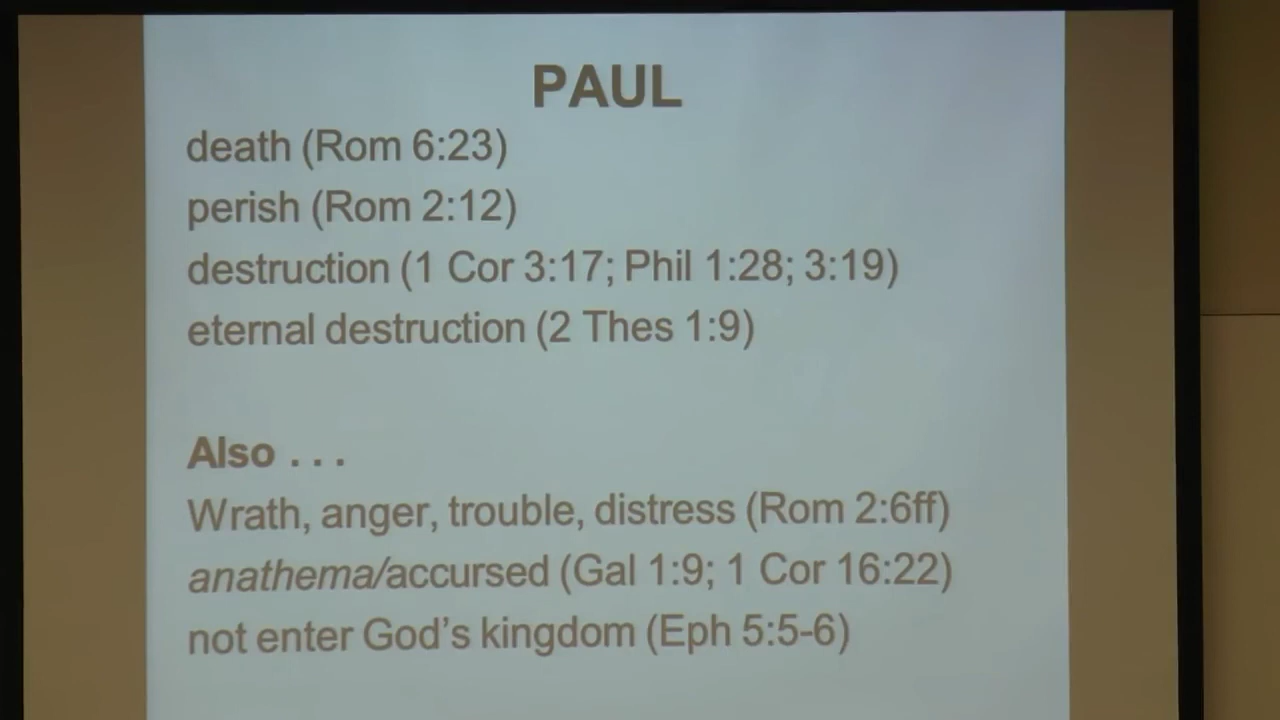 PAUL
death (Rom 6:23)
perish (Rom 2:12)
destruction (1 Cor 3:17; Phil 1:28; 3:19)
eternal destruction (2 Thes 1:9)
Also . . .
Wrath, anger, trouble, distress (Rom 2:6ff)
anathema/accursed (Gal 1:9; 1 Cor 16:22)
not enter God's kingdom (Eph 5:5-6)